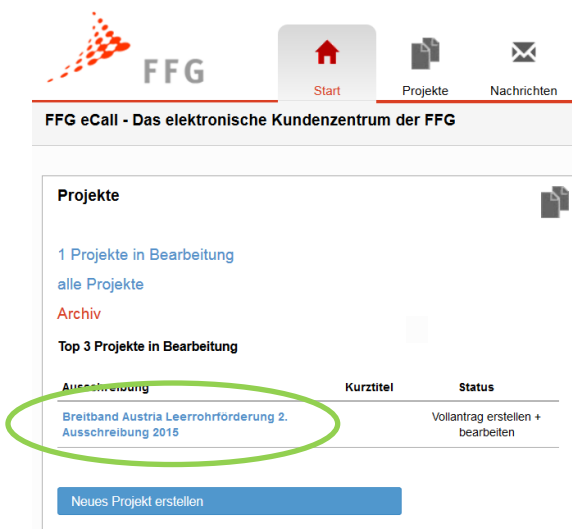 FFG
Start
Projekte
Nachrichten
FFG eCall - Das elektronische Kundenzentrum der FFG
Projekte
1 Projekte in Bearbeitung
alle Projekte
Archiv
Top 3 Projekte in Bearbeitung
Ausschreibung Kurztitel Status
Breitband Austria Leerrohrförderung 2. Vollantrag erstellen +
Ausschreibung 2015 bearbeiten
Neues Projekt erstellen